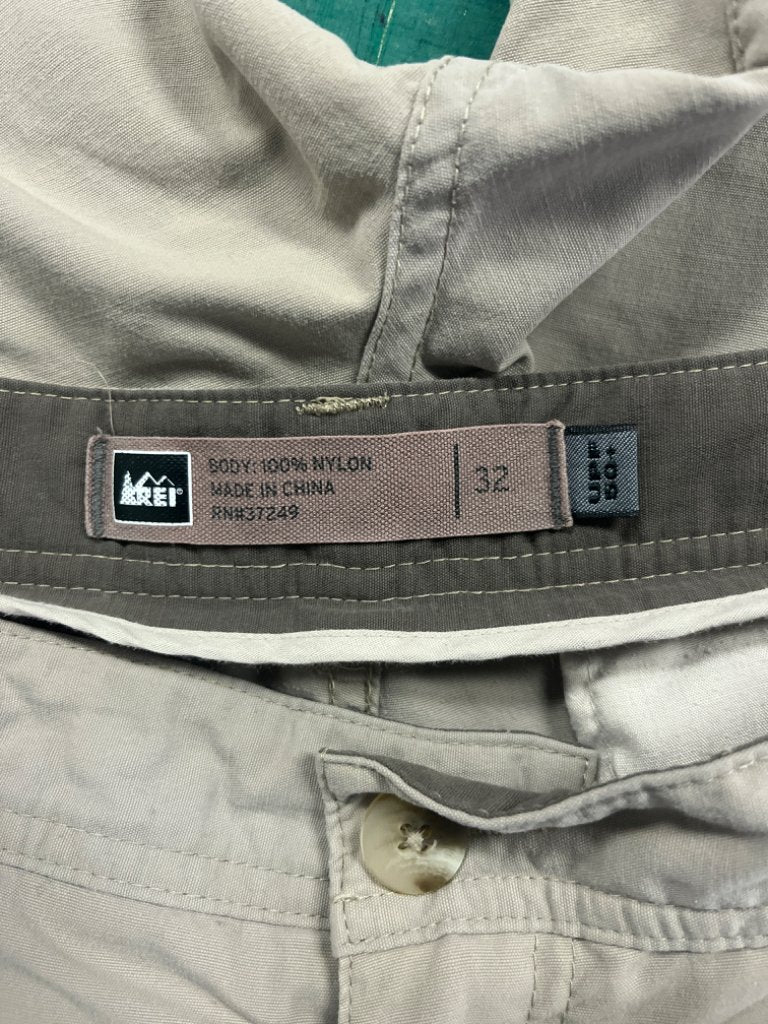 REI®
BODY: 100% NYLON
MADE IN CHINA
RN#37249
32
UPF
50+